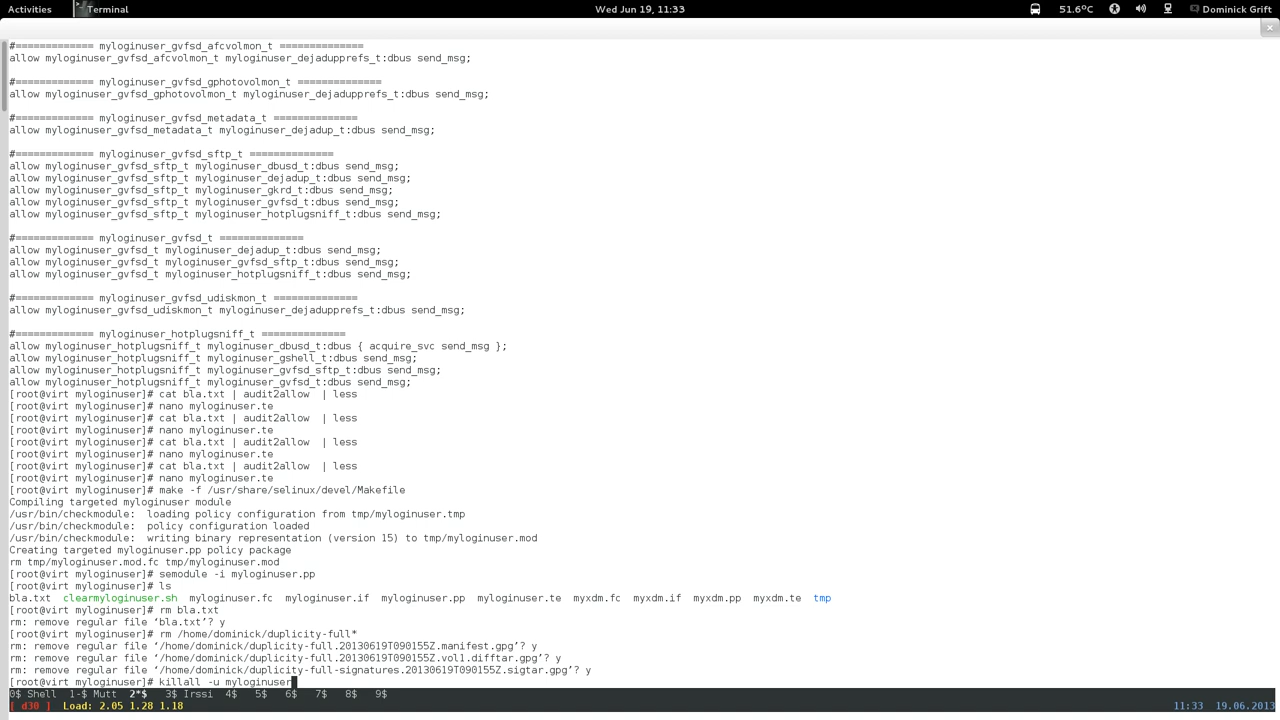 Activities Terminal Wed Jun 19, 11:33 51.6°C Dominick Grift
#============= myloginuser_gvfsd_afcvolmon_t ==============
allow myloginuser_gvfsd_afcvolmon_t myloginuser_dejadupprefs_t:dbus send_msg;
#============= myloginuser_gvfsd_gphotovolmon_t ==============
allow myloginuser_gvfsd_gphotovolmon_t myloginuser_dejadupprefs_t:dbus send_msg;
#============= myloginuser_gvfsd_metadata_t ==============
allow myloginuser_gvfsd_metadata_t myloginuser_dejadup_t:dbus send_msg;
#============= myloginuser_gvfsd_sftp_t ==============
allow myloginuser_gvfsd_sftp_t myloginuser_dbusd_t:dbus send_msg;
allow myloginuser_gvfsd_sftp_t myloginuser_dejadup_t:dbus send_msg;
allow myloginuser_gvfsd_sftp_t myloginuser_gkrd_t:dbus send_msg;
allow myloginuser_gvfsd_sftp_t myloginuser_gvfsd_t:dbus send_msg;
allow myloginuser_gvfsd_sftp_t myloginuser_hotplugsniff_t:dbus send_msg;
#============= myloginuser_gvfsd_t ==============
allow myloginuser_gvfsd_t myloginuser_dejadup_t:dbus send_msg;
allow myloginuser_gvfsd_t myloginuser_gvfsd_sftp_t:dbus send_msg;
allow myloginuser_gvfsd_t myloginuser_hotplugsniff_t:dbus send_msg;
#============= myloginuser_gvfsd_udiskmon_t ==============
allow myloginuser_gvfsd_udiskmon_t myloginuser_dejadupprefs_t:dbus send_msg;
#============= myloginuser_hotplugsniff_t ==============
allow myloginuser_hotplugsniff_t myloginuser_dbusd_t:dbus { acquire_svc send_msg };
allow myloginuser_hotplugsniff_t myloginuser_gshell_t:dbus send_msg;
allow myloginuser_hotplugsniff_t myloginuser_gvfsd_sftp_t:dbus send_msg;
allow myloginuser_hotplugsniff_t myloginuser_gvfsd_t:dbus send_msg;
[root@virt myloginuser]# cat bla.txt | audit2allow  | less
[root@virt myloginuser]# nano myloginuser.te
[root@virt myloginuser]# cat bla.txt | audit2allow  | less
[root@virt myloginuser]# nano myloginuser.te
[root@virt myloginuser]# cat bla.txt | audit2allow  | less
[root@virt myloginuser]# nano myloginuser.te
[root@virt myloginuser]# cat bla.txt | audit2allow  | less
[root@virt myloginuser]# nano myloginuser.te
[root@virt myloginuser]# make -f /usr/share/selinux/devel/Makefile
Compiling targeted myloginuser module
/usr/bin/checkmodule:  loading policy configuration from tmp/myloginuser.tmp
/usr/bin/checkmodule:  policy configuration loaded
/usr/bin/checkmodule:  writing binary representation (version 15) to tmp/myloginuser.mod
Creating targeted myloginuser.pp policy package
rm tmp/myloginuser.mod.fc tmp/myloginuser.mod
[root@virt myloginuser]# semodule -i myloginuser.pp
[root@virt myloginuser]# ls
bla.txt  clearmyloginuser.sh  myloginuser.fc  myloginuser.if  myloginuser.pp  myloginuser.te  myxdm.fc  myxdm.if  myxdm.pp  myxdm.te  tmp
[root@virt myloginuser]# rm bla.txt
rm: remove regular file ‘bla.txt’? y
[root@virt myloginuser]# rm /home/dominick/duplicity-full*
rm: remove regular file ‘/home/dominick/duplicity-full.20130619T090155Z.manifest.gpg’? y
rm: remove regular file ‘/home/dominick/duplicity-full.20130619T090155Z.vol1.difftar.gpg’? y
rm: remove regular file ‘/home/dominick/duplicity-full-signatures.20130619T090155Z.sigtar.gpg’? y
[root@virt myloginuser]# killall -u myloginuser
0$ Shell  1-$ Mutt  2*$  3$ Irssi  4$  5$  6$  7$  8$  9$
[ d30 ]  Load: 2.05 1.28 1.18 11:33  19.06.2013